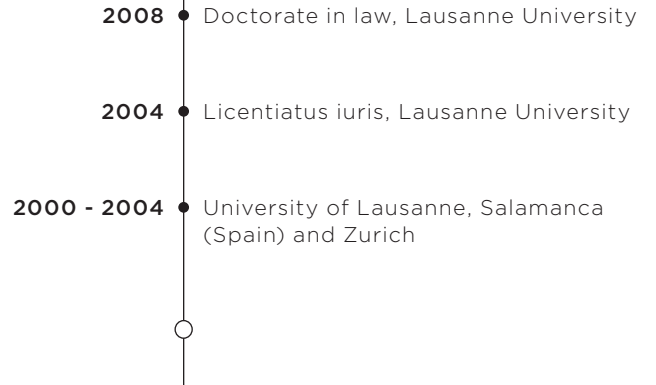 2008 Doctorate in law, Lausanne University
2004 Licentiatus iuris, Lausanne University
2000 - 2004 University of Lausanne, Salamanca
(Spain) and Zurich